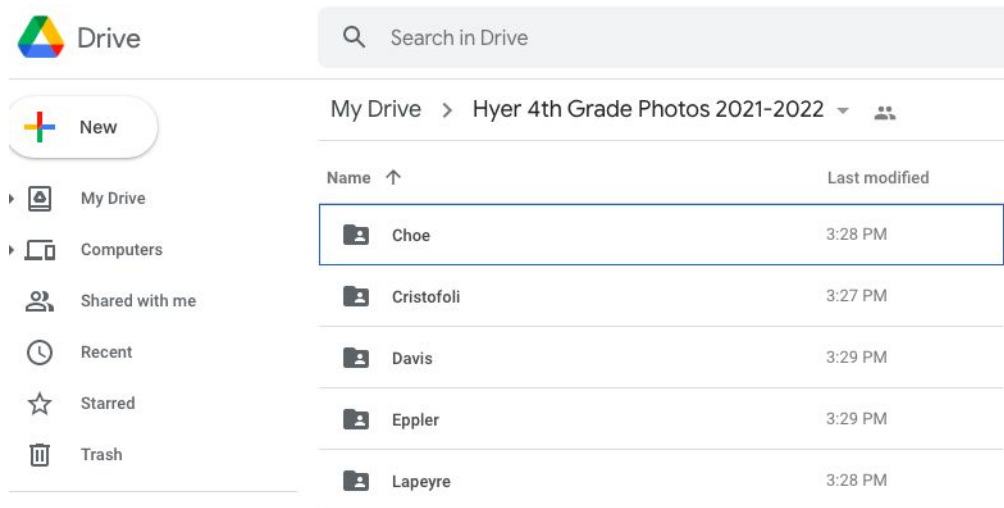 Drive
Search in Drive
New
My Drive > Hyer 4th Grade Photos 2021-2022
Name ↑ Last modified
My Drive
Computers
Shared with me
Recent
Starred
Trash
Choe 3:28 PM
Cristofoli 3:27 PM
Davis 3:29 PM
Eppler 3:29 PM
Lapeyre 3:28 PM